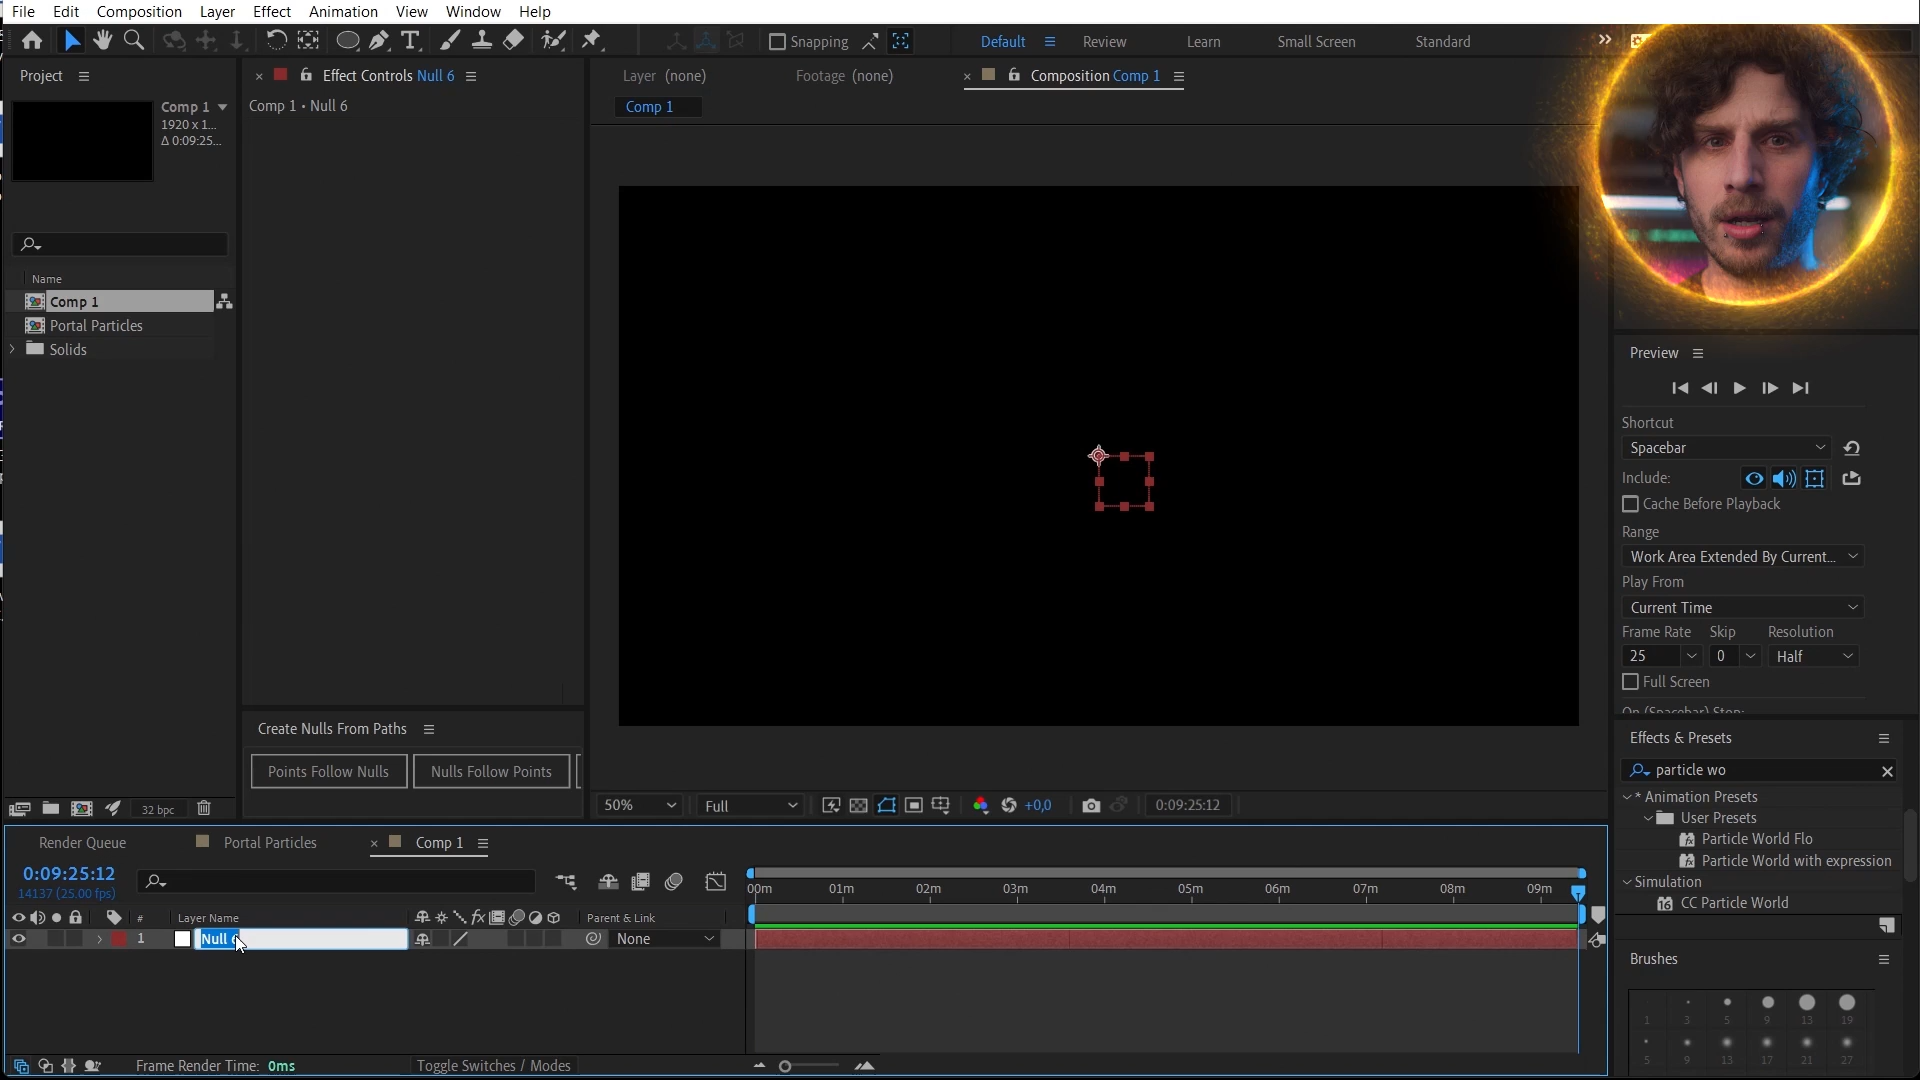 File Edit Composition Layer Effect Animation View Window Help
Snapping
Default Review Learn Small Screen Standard
Project
Effect Controls Null 6
Layer (none) Footage (none) Composition Comp 1
Comp 1
1920 x 1...
Δ 0:09:25...
Comp 1 • Null 6
Comp 1
Name
Comp 1
Portal Particles
Solids
32 bpc
Create Nulls From Paths
Points Follow Nulls Nulls Follow Points
50% Full +0,0 0:09:25:12
Preview
Shortcut
Spacebar
Include:
Cache Before Playback
Range
Work Area Extended By Current...
Play From
Current Time
Frame Rate Skip Resolution
25 0 Half
Full Screen
On (Spacebar) Stop:
Effects & Presets
particle wo
* Animation Presets
User Presets
Particle World Flo
Particle World with expression
Simulation
CC Particle World
Brushes
1 3 5 9 13 19
5 9 13 17 21 27
Render Queue Portal Particles Comp 1
0:09:25:12
14137 (25.00 fps)
00m 01m 02m 03m 04m 05m 06m 07m 08m 09m
# Layer Name Parent & Link
1 Null 6 None
Frame Render Time: 0ms Toggle Switches / Modes